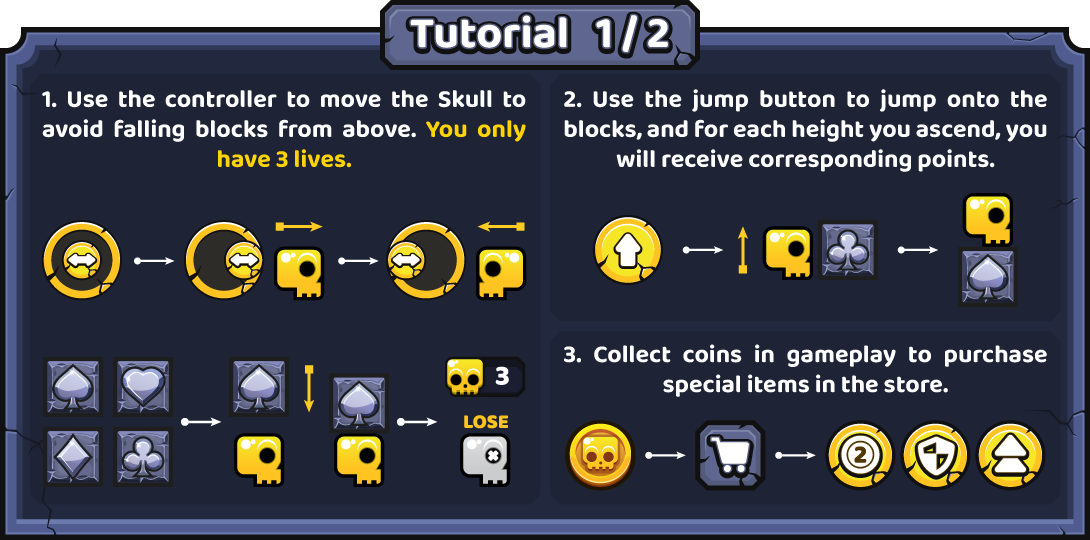 Tutorial 1/2
1. Use the controller to move the Skull to
avoid falling blocks from above. You only
have 3 lives.
3
LOSE
2. Use the jump button to jump onto the
blocks, and for each height you ascend, you
will receive corresponding points.
3. Collect coins in gameplay to purchase
special items in the store.
2